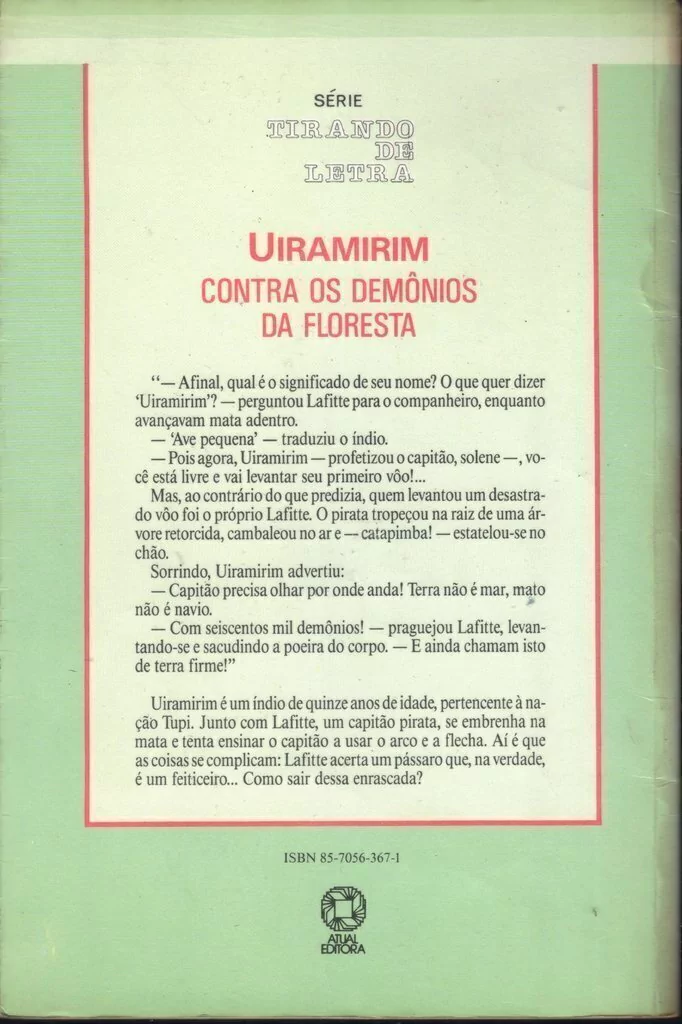 SÉRIE
TIRANDO
DE
LETRA
UIRAMIRIM
CONTRA OS DEMÔNIOS
DA FLORESTA
“— Afinal, qual é o significado de seu nome? O que quer dizer
‘Uiramirim’? — perguntou Lafitte para o companheiro, enquanto
avançavam mata adentro.
— ‘Ave pequena’ — traduziu o índio.
— Pois agora, Uiramirim — profetizou o capitão, solene —, vo-
cê está livre e vai levantar seu primeiro vôo!...
Mas, ao contrário do que predizia, quem levantou um desastra-
do vôo foi o próprio Lafitte. O pirata tropeçou na raiz de uma ár-
vore retorcida, cambaleou no ar e — catapimba! — estatelou-se no
chão.
Sorrindo, Uiramirim advertiu:
— Capitão precisa olhar por onde anda! Terra não é mar, mato
não é navio.
— Com seiscentos mil demônios! — praguejou Lafitte, levan-
tando-se e sacudindo a poeira do corpo. — E ainda chamam isto
de terra firme!”
Uiramirim é um índio de quinze anos de idade, pertencente à na-
ção Tupi. Junto com Lafitte, um capitão pirata, se embrenha na
mata e tenta ensinar o capitão a usar o arco e a flecha. Aí é que
as coisas se complicam: Lafitte acerta um pássaro que, na verdade,
é um feiticeiro... Como sair dessa enrascada?
ISBN 85-7056-367-1
ATUAL
EDITORA